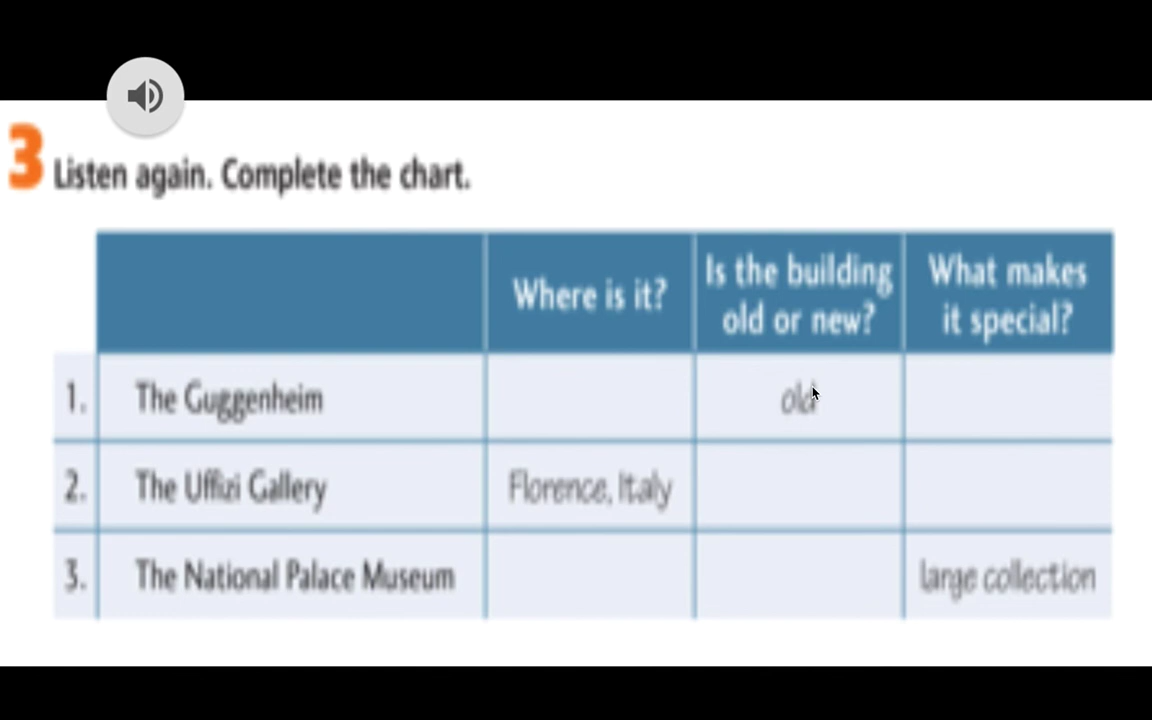 3 Listen again. Complete the chart.
Where is it?
Is the building
old or new?
What makes
it special?
1. The Guggenheim old
2. The Uffizi Gallery Florence, Italy
3. The National Palace Museum large collection